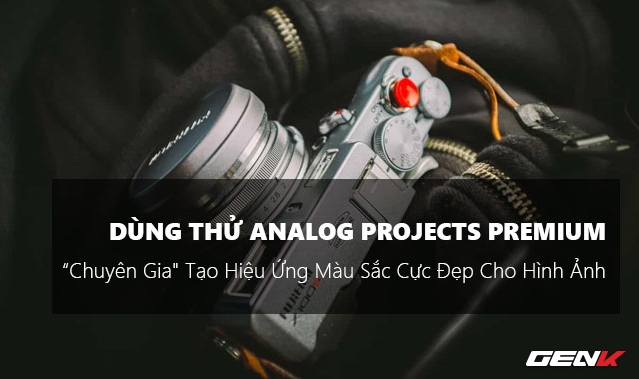 DÙNG THỬ ANALOG PROJECTS PREMIUM
“Chuyên Gia" Tạo Hiệu Ứng Màu Sắc Cực Đẹp Cho Hình Ảnh
GENK